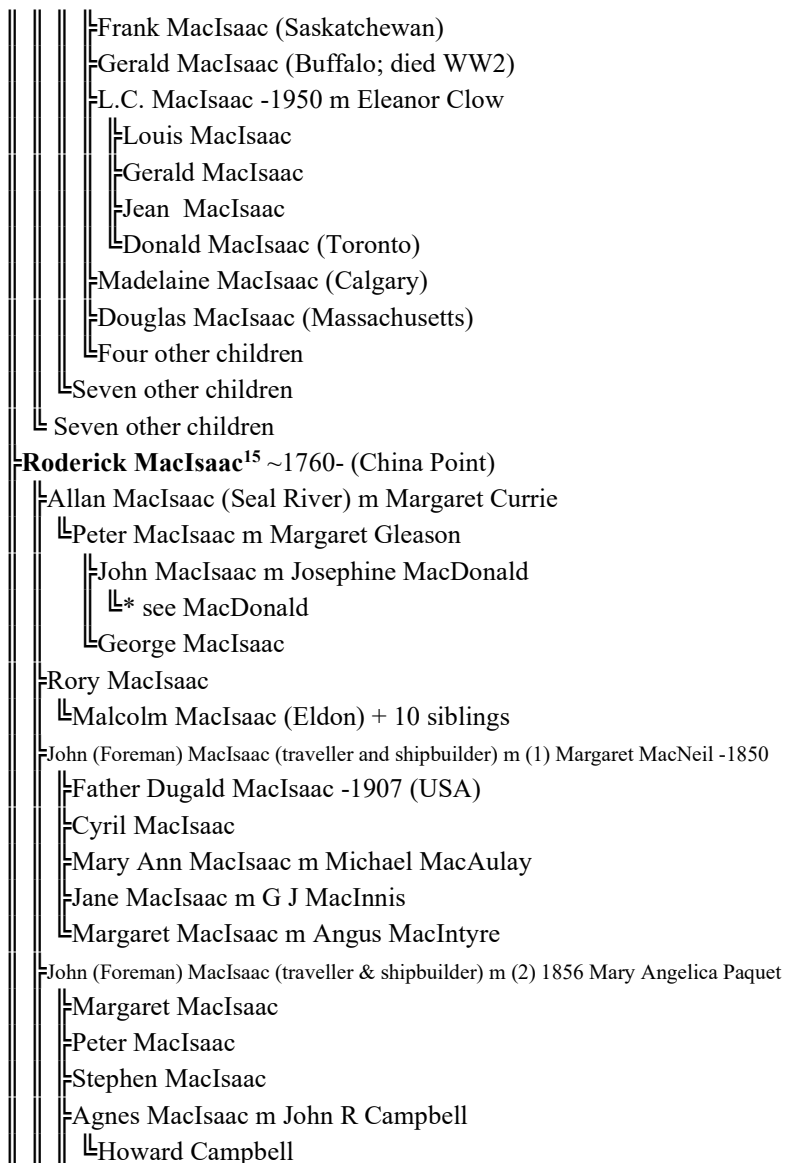 Frank MacIsaac (Saskatchewan)
Gerald MacIsaac (Buffalo; died WW2)
L.C. MacIsaac -1950 m Eleanor Clow
Louis MacIsaac
Gerald MacIsaac
Jean  MacIsaac
Donald MacIsaac (Toronto)
Madelaine MacIsaac (Calgary)
Douglas MacIsaac (Massachusetts)
Four other children
Seven other children
Seven other children
Roderick MacIsaac¹⁵ ~1760- (China Point)
Allan MacIsaac (Seal River) m Margaret Currie
Peter MacIsaac m Margaret Gleason
John MacIsaac m Josephine MacDonald
* see MacDonald
George MacIsaac
Rory MacIsaac
Malcolm MacIsaac (Eldon) + 10 siblings
John (Foreman) MacIsaac (traveller and shipbuilder) m (1) Margaret MacNeil -1850
Father Dugald MacIsaac -1907 (USA)
Cyril MacIsaac
Mary Ann MacIsaac m Michael MacAulay
Jane MacIsaac m G J MacInnis
Margaret MacIsaac m Angus MacIntyre
John (Foreman) MacIsaac (traveller & shipbuilder) m (2) 1856 Mary Angelica Paquet
Margaret MacIsaac
Peter MacIsaac
Stephen MacIsaac
Agnes MacIsaac m John R Campbell
Howard Campbell